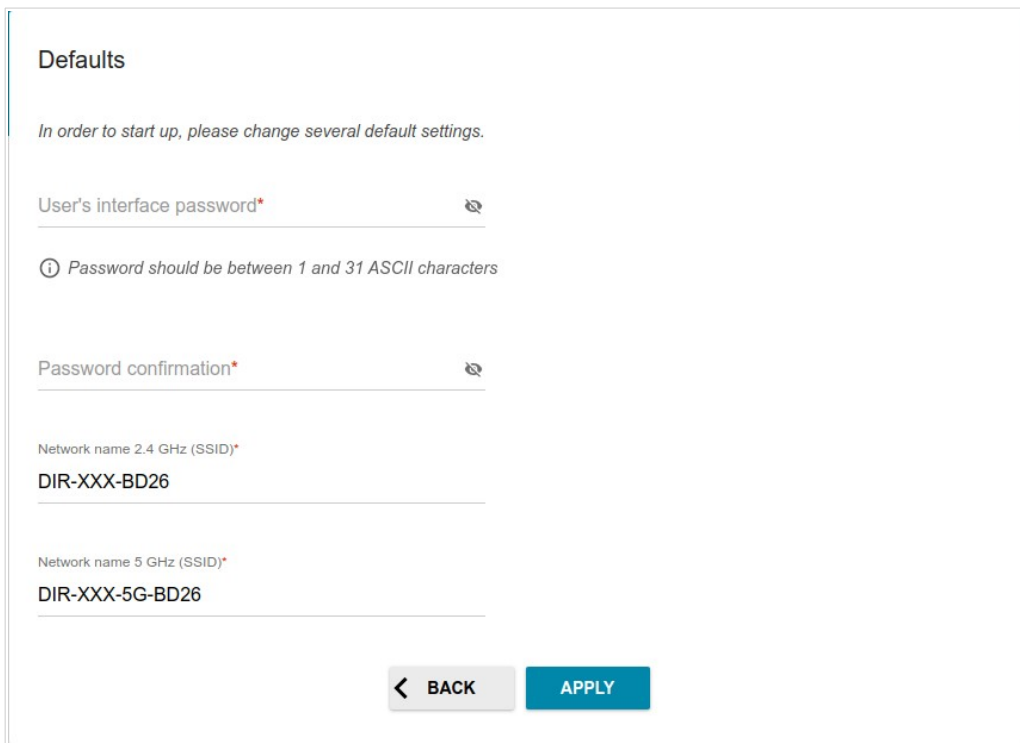 Defaults
In order to start up, please change several default settings.
User's interface password*
Password should be between 1 and 31 ASCII characters
Password confirmation*
Network name 2.4 GHz (SSID)*
DIR-XXX-BD26
Network name 5 GHz (SSID)*
DIR-XXX-5G-BD26
BACK APPLY